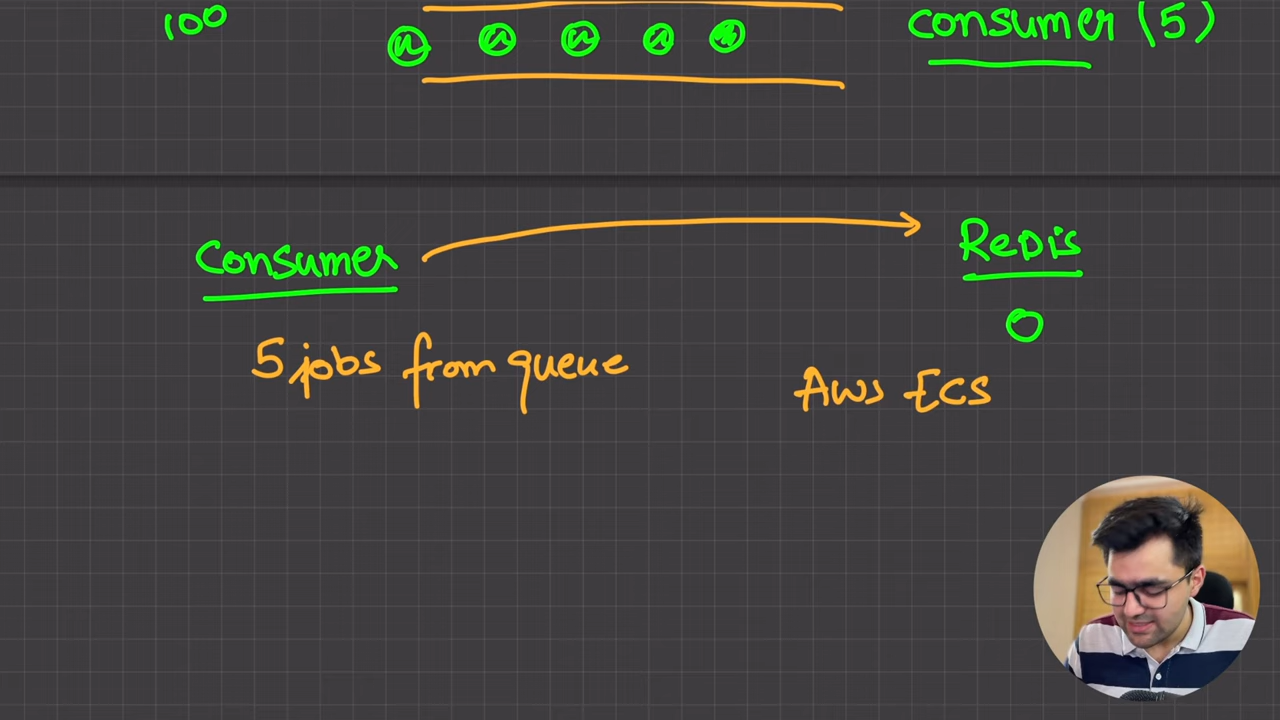 100
consumer (5)
Consumer
Redis
0
5 jobs from queue
Aws ECS